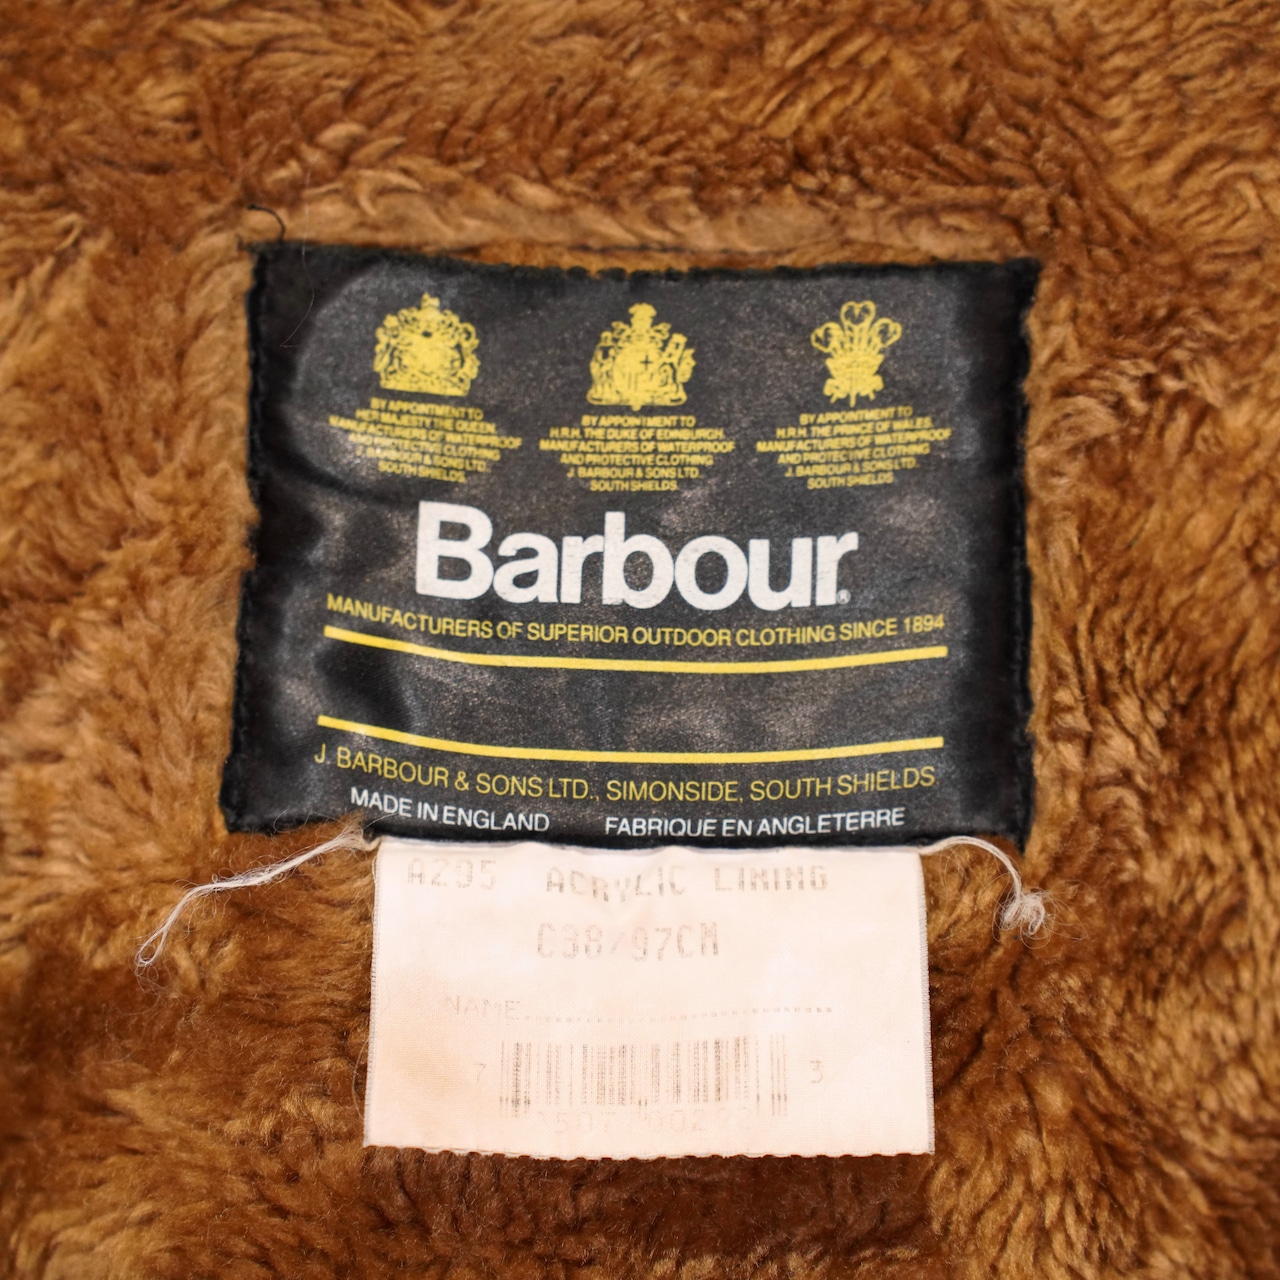 BY APPOINTMENT TO
HER MAJESTY THE QUEEN.
MANUFACTURERS OF WATERPROOF
AND PROTECTIVE CLOTHING
J. BARBOUR & SONS LTD.
SOUTH SHIELDS.
BY APPOINTMENT TO
H.R.H. THE DUKE OF EDINBURGH.
MANUFACTURERS OF WATERPROOF
AND PROTECTIVE CLOTHING
J. BARBOUR & SONS LTD.
SOUTH SHIELDS.
BY APPOINTMENT TO
H.R.H. THE PRINCE OF WALES.
MANUFACTURERS OF WATERPROOF
AND PROTECTIVE CLOTHING
J. BARBOUR & SONS LTD.
SOUTH SHIELDS.
Barbour®
MANUFACTURERS OF SUPERIOR OUTDOOR CLOTHING SINCE 1894
J. BARBOUR & SONS LTD., SIMONSIDE, SOUTH SHIELDS
MADE IN ENGLAND FABRIQUE EN ANGLETERRE
A295 ACRYLIC LINING
C38/97CM
NAME
7 3